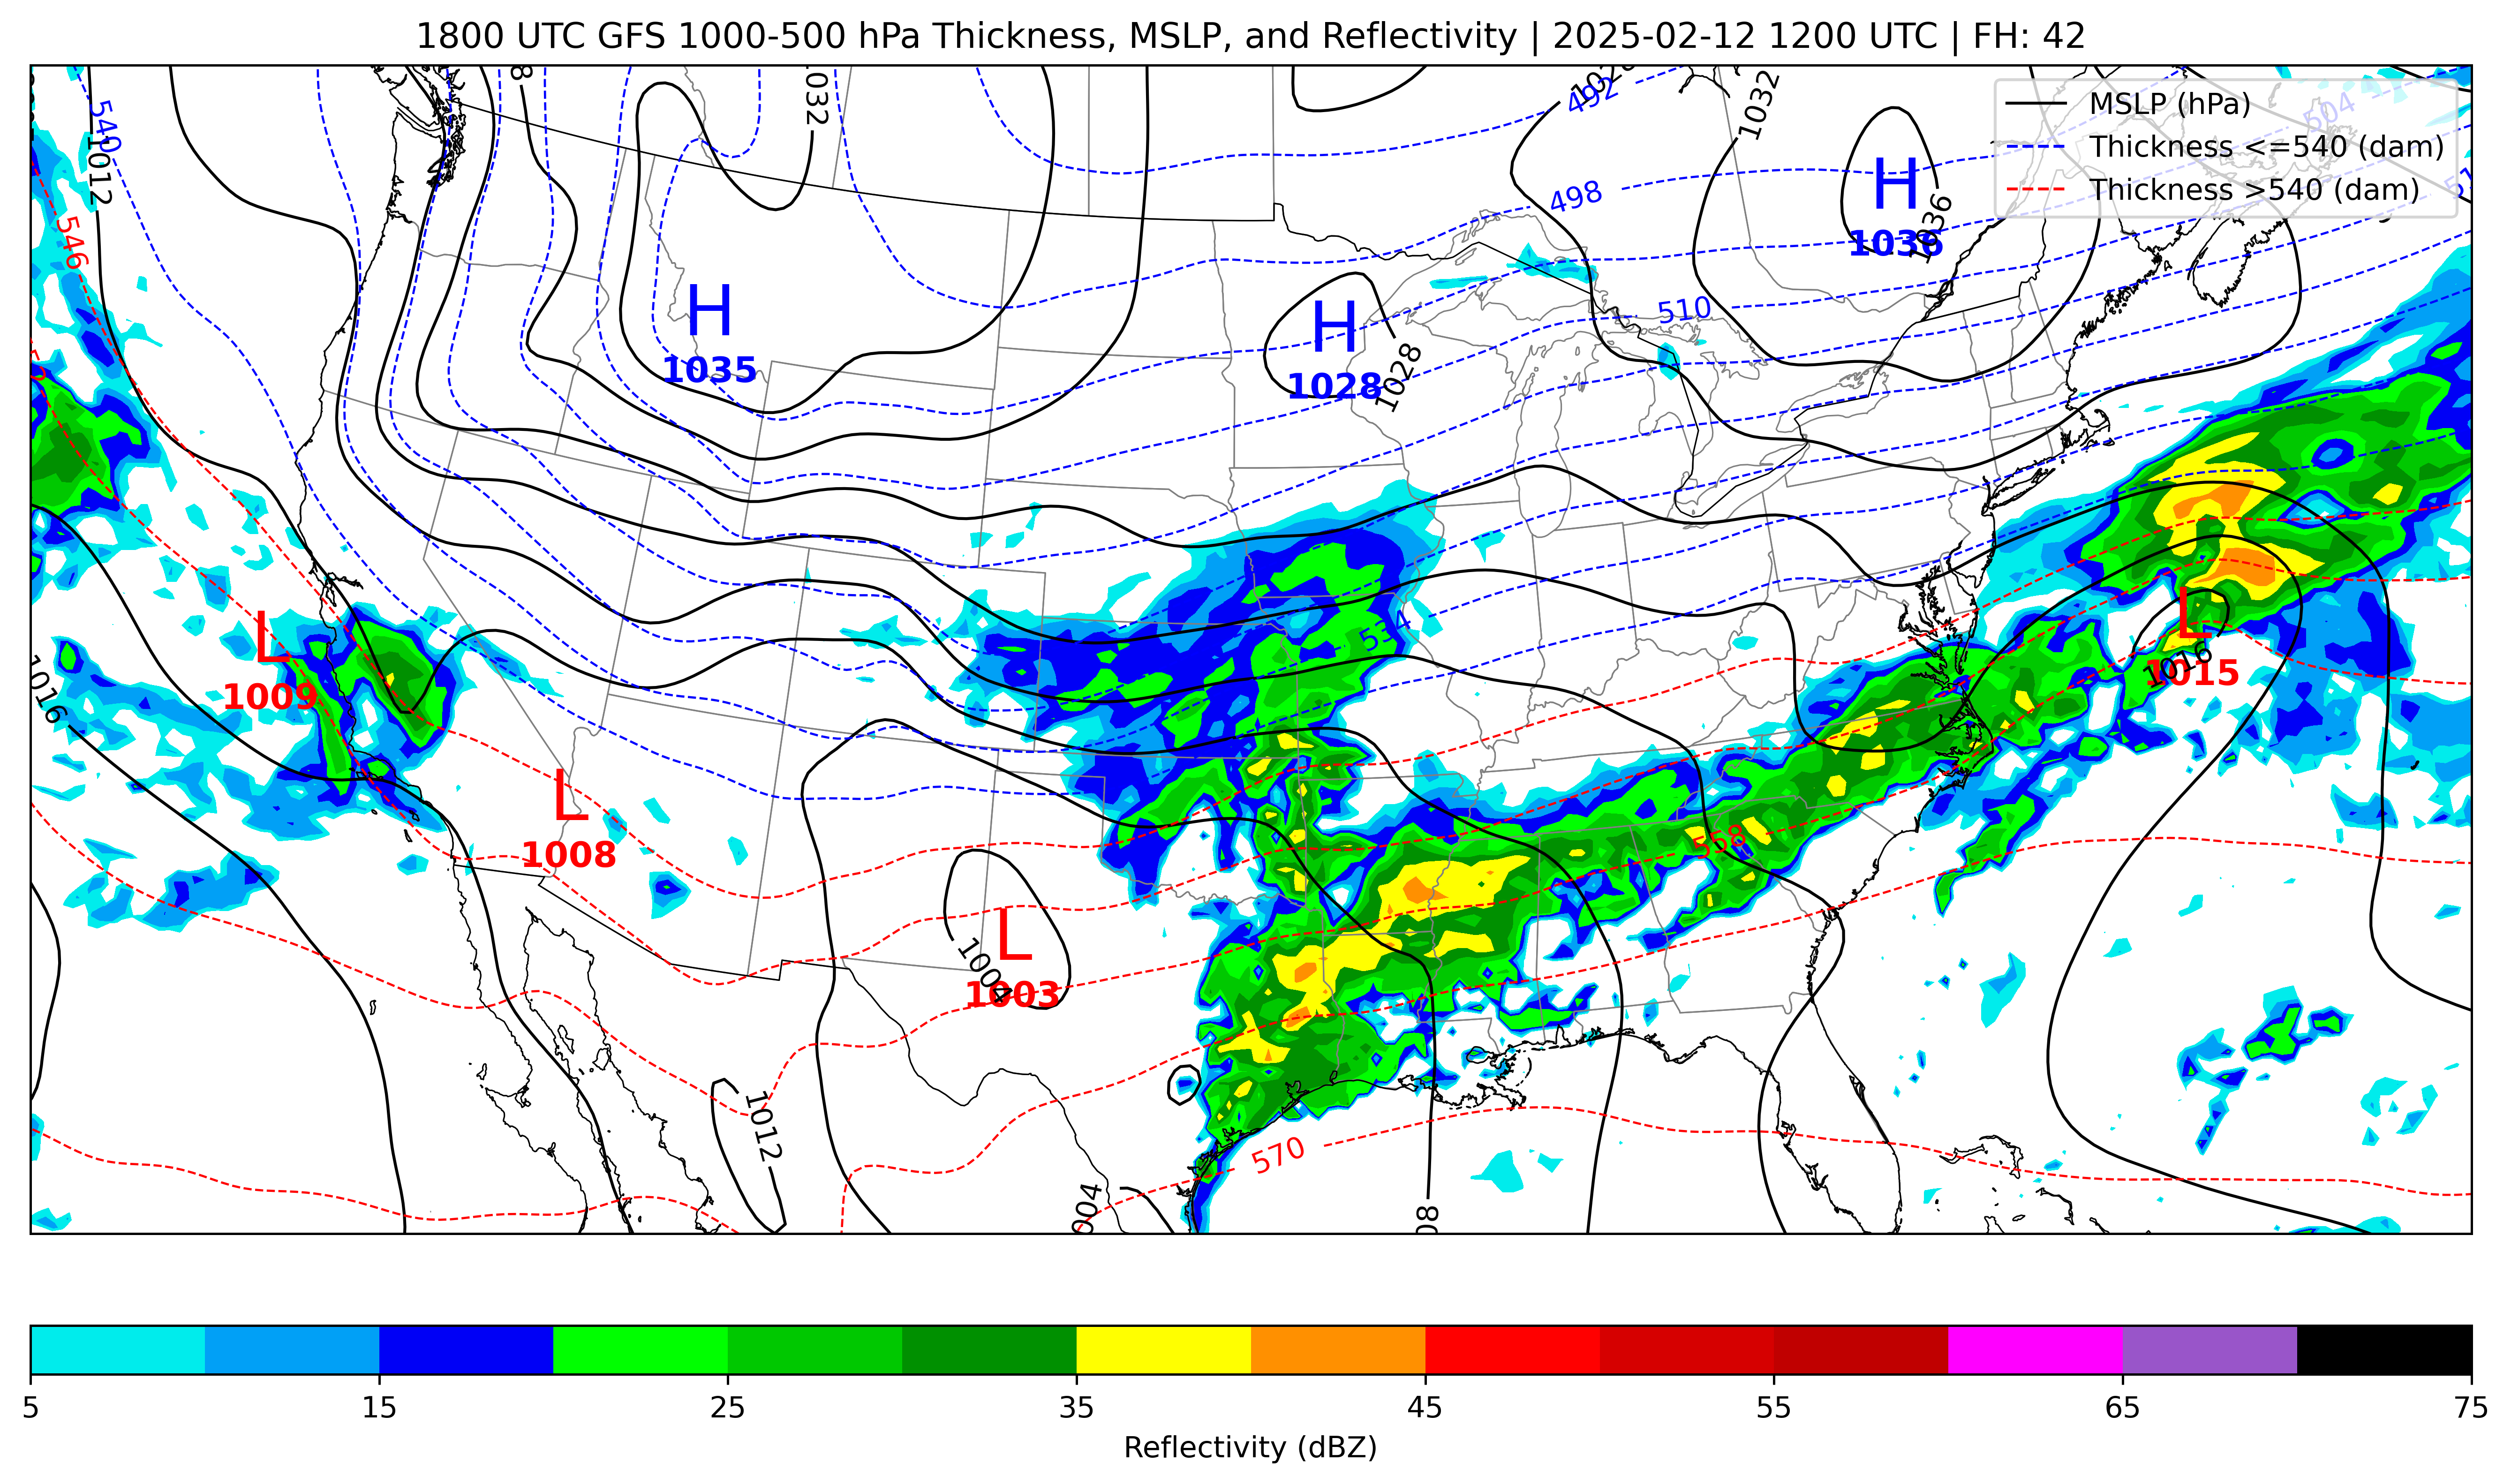 1800 UTC GFS 1000-500 hPa Thickness, MSLP, and Reflectivity | 2025-02-12 1200 UTC | FH: 42
MSLP (hPa)
Thickness <=540 (dam)
Thickness >540 (dam)
540
1012
546
1032
492
1032
504
498
510
H
1036
1036
H
1035
H
1028
1028
534
L
1009
1016
L
1015
1016
L
1008
558
L
1003
1004
1012
570
004
08
5
15
25
35
45
55
65
75
Reflectivity (dBZ)